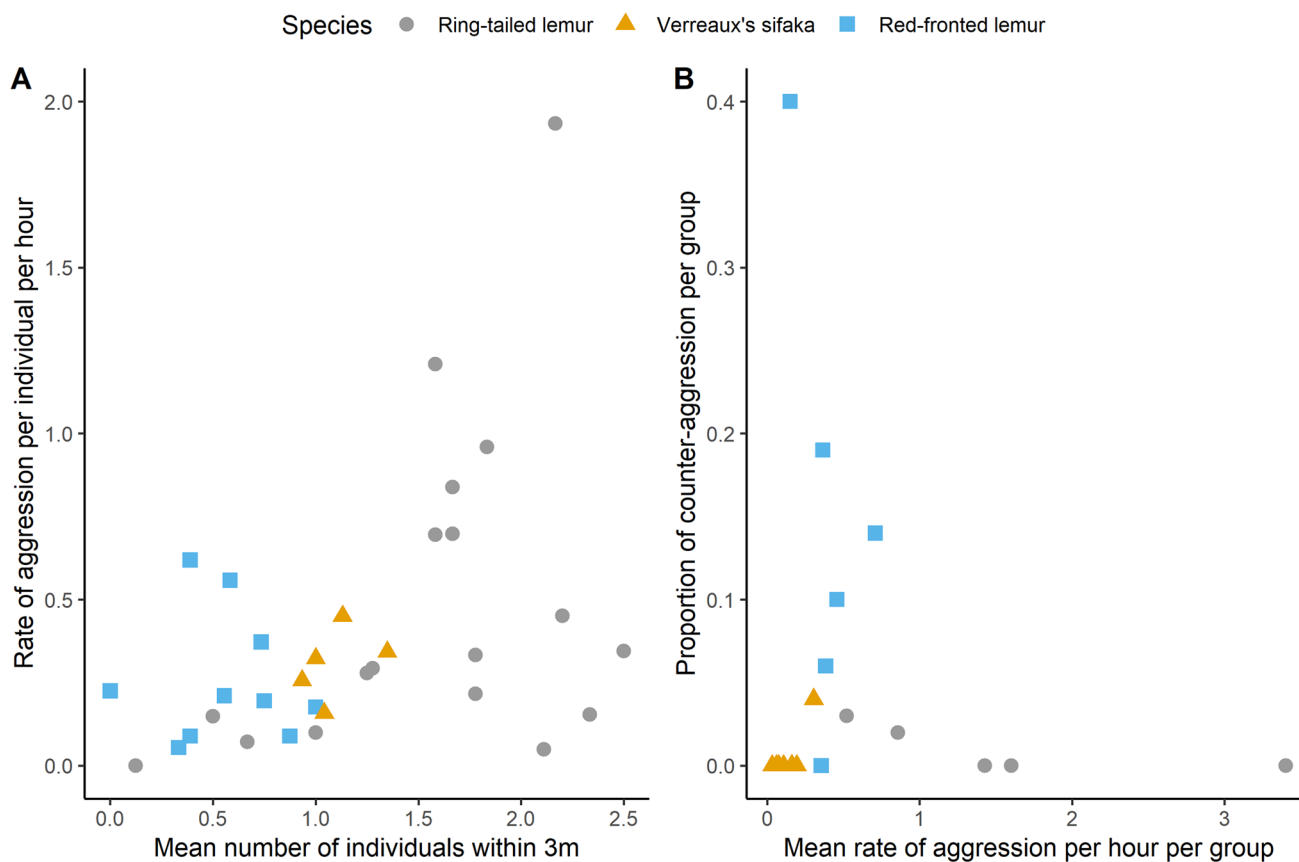 Species Ring-tailed lemur Verreaux's sifaka Red-fronted lemur
A
Rate of aggression per individual per hour
2.0
1.5
1.0
0.5
0.0
0.0 0.5 1.0 1.5 2.0 2.5
Mean number of individuals within 3m
B
Proportion of counter-aggression per group
0.4
0.3
0.2
0.1
0.0
0 1 2 3
Mean rate of aggression per hour per group